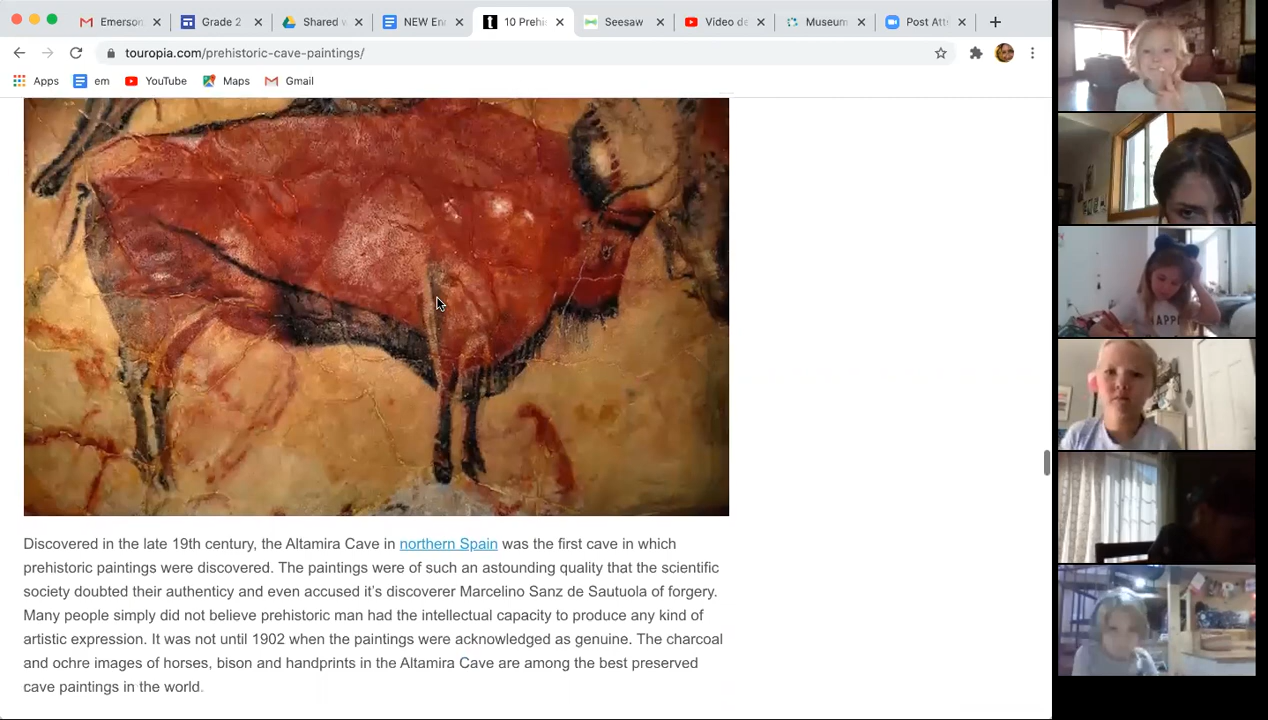 Emerson
Grade 2
Shared w
NEW En
10 Prehi
Seesaw
Video de
Museum
Post Att
touropia.com/prehistoric-cave-paintings/
Apps
em
YouTube
Maps
Gmail
Discovered in the late 19th century, the Altamira Cave in northern Spain was the first cave in which
prehistoric paintings were discovered. The paintings were of such an astounding quality that the scientific
society doubted their authenticy and even accused it's discoverer Marcelino Sanz de Sautuola of forgery.
Many people simply did not believe prehistoric man had the intellectual capacity to produce any kind of
artistic expression. It was not until 1902 when the paintings were acknowledged as genuine. The charcoal
and ochre images of horses, bison and handprints in the Altamira Cave are among the best preserved
cave paintings in the world.
HAPP